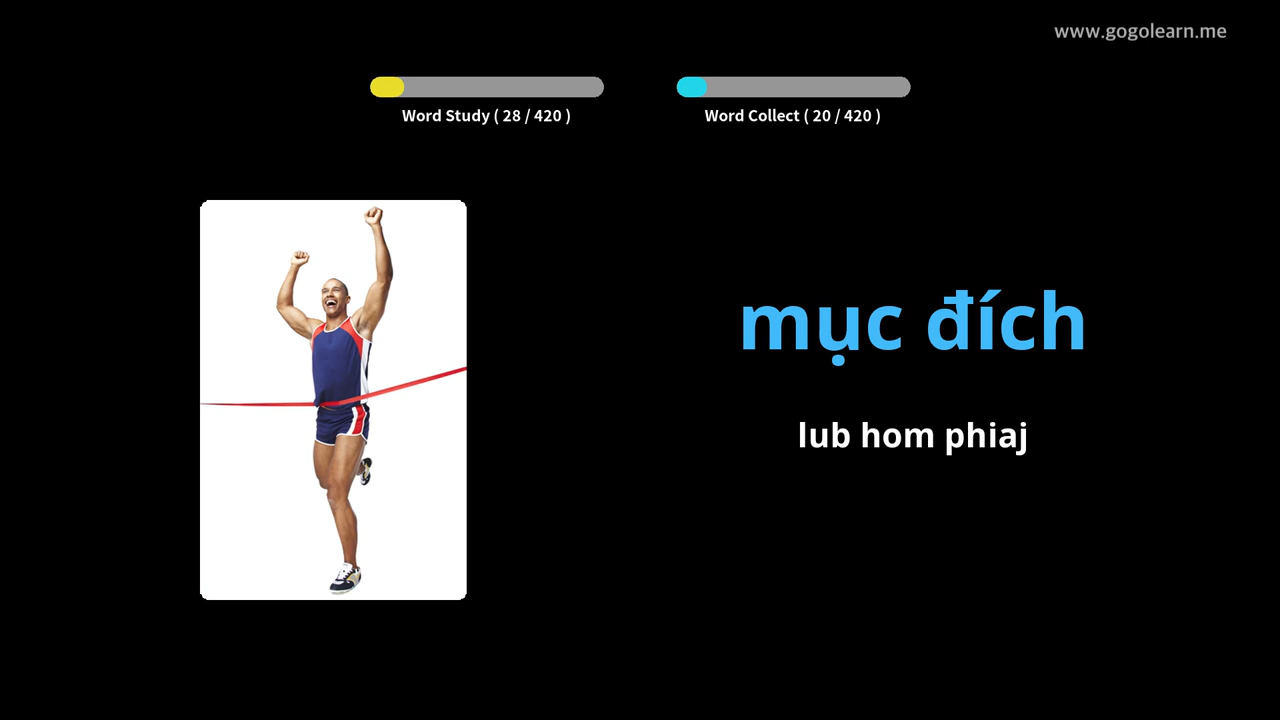 www.gogolearn.me
Word Study ( 28 / 420 )
Word Collect ( 20 / 420 )
mục đích
lub hom phiaj